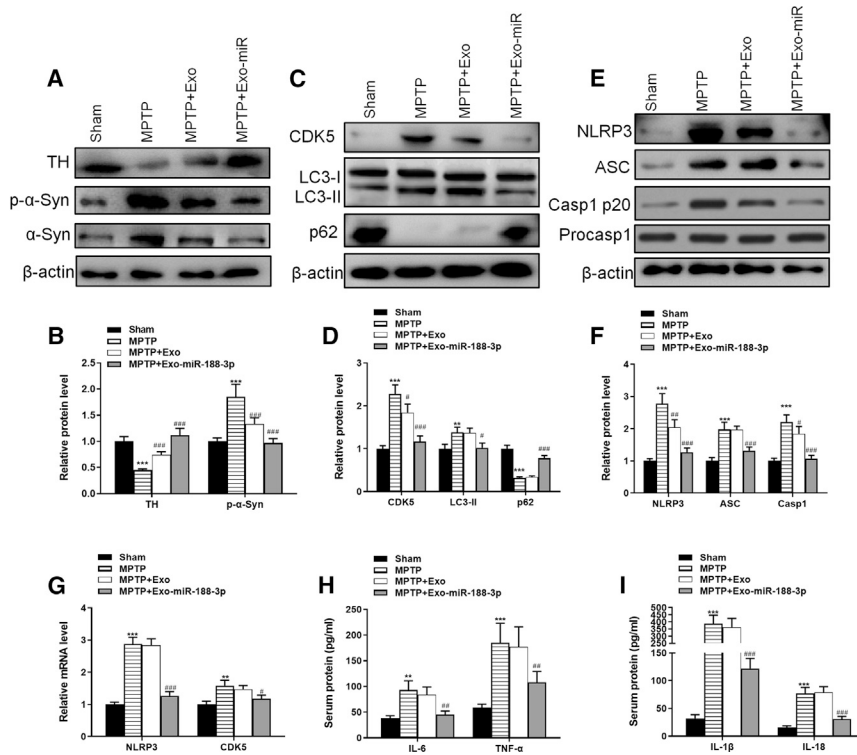 A
Sham
MPTP
MPTP+Exo
MPTP+Exo-miR
TH
p-α-Syn
α-Syn
β-actin
C
Sham
MPTP
MPTP+Exo
MPTP+Exo-miR
CDK5
LC3-I
LC3-II
p62
β-actin
E
Sham
MPTP
MPTP+Exo
MPTP+Exo-miR
NLRP3
ASC
Casp1 p20
Procasp1
β-actin
B
Sham
MPTP
MPTP+Exo
MPTP+Exo-miR-188-3p
Relative protein level
2.5
2.0
1.5
1.0
0.5
0.0
***
###
###
***
###
###
TH p-α-Syn
D
Sham
MPTP
MPTP+Exo
MPTP+Exo-miR-188-3p
Relative protein level
3
2
1
0
***
#
###
**
#
***
###
CDK5 LC3-II p62
F
Sham
MPTP
MPTP+Exo
MPTP+Exo-miR-188-3p
Relative protein level
4
3
2
1
0
***
##
###
***
###
***
#
###
NLRP3 ASC Casp1
G
Sham
MPTP
MPTP+Exo
MPTP+Exo-miR-188-3p
Relative mRNA level
4
3
2
1
0
***
###
**
#
NLRP3 CDK5
H
Sham
MPTP
MPTP+Exo
MPTP+Exo-miR-188-3p
Serum protein (pg/ml)
250
200
150
100
50
0
**
##
***
##
IL-6 TNF-α
I
Sham
MPTP
MPTP+Exo
MPTP+Exo-miR-188-3p
Serum protein (pg/ml)
500
450
400
350
300
250
150
100
50
0
***
###
***
###
IL-1β IL-18